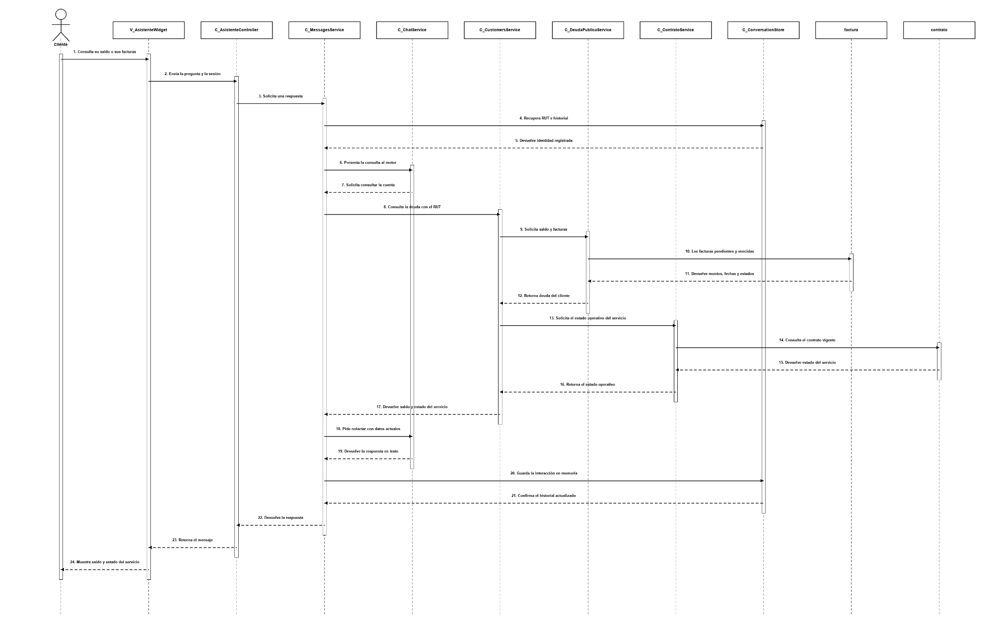 Cliente
V_AsistenteWidget
C_AsistenteController
C_MessagesService
C_ChatService
C_CustomersService
C_DeudaPublicaService
C_ContratoService
C_ConversationStore
factura
contrato
1. Consulta su saldo o sus facturas
2. Envía la pregunta y la sesión
3. Solicita una respuesta
4. Recupera RUT e historial
5. Devuelve identidad registrada
6. Presenta la consulta al motor
7. Solicita consultar la cuenta
8. Consulta la deuda con el RUT
9. Solicita saldo y facturas
10. Lee facturas pendientes y vencidas
11. Devuelve montos, fechas y estados
12. Retorna deuda del cliente
13. Solicita el estado operativo del servicio
14. Consulta el contrato vigente
15. Devuelve estado del servicio
16. Retorna el estado operativo
17. Devuelve saldo y estado del servicio
18. Pide redactar con datos actuales
19. Devuelve la respuesta en texto
20. Guarda la interacción en memoria
21. Confirma el historial actualizado
22. Devuelve la respuesta
23. Retorna el mensaje
24. Muestra saldo y estado del servicio